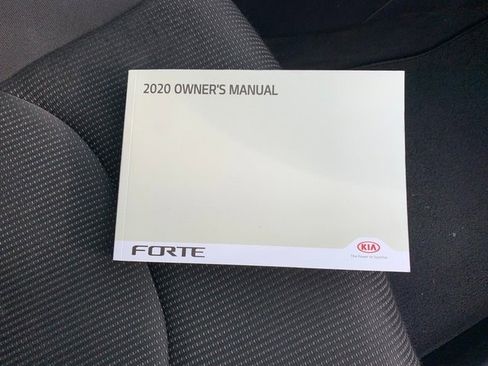 2020 OWNER'S MANUAL
FORTE
KIA
The Power to Surprise